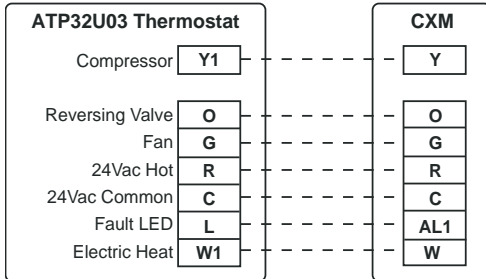 ATP32U03 Thermostat CXM
Compressor Y1 Y
Reversing Valve O O
Fan G G
24Vac Hot R R
24Vac Common C C
Fault LED L AL1
Electric Heat W1 W